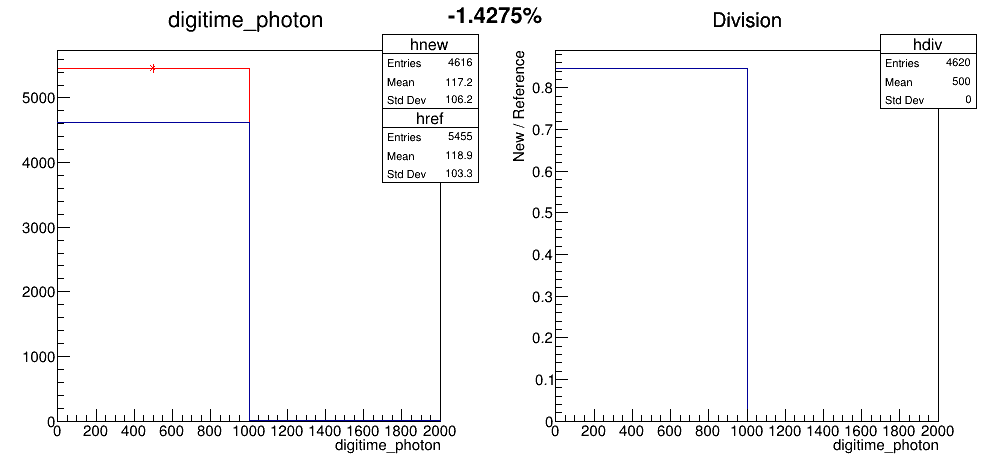 -1.4275%
digitime_photon
hnew
Entries 4616
Mean 117.2
Std Dev 106.2
href
Entries 5455
Mean 118.9
Std Dev 103.3
5000
4000
3000
2000
1000
0
0 200 400 600 800 1000 1200 1400 1600 1800 2000
digitime_photon
Division
hdiv
Entries 4620
Mean 500
Std Dev 0
New / Reference
0.8
0.7
0.6
0.5
0.4
0.3
0.2
0.1
0
0 200 400 600 800 1000 1200 1400 1600 1800 2000
digitime_photon